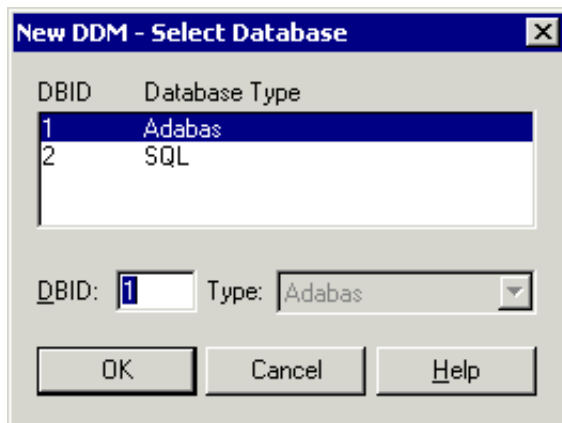 New DDM - Select Database
DBID Database Type
1 Adabas
2 SQL
DBID: 1 Type: Adabas
OK Cancel Help